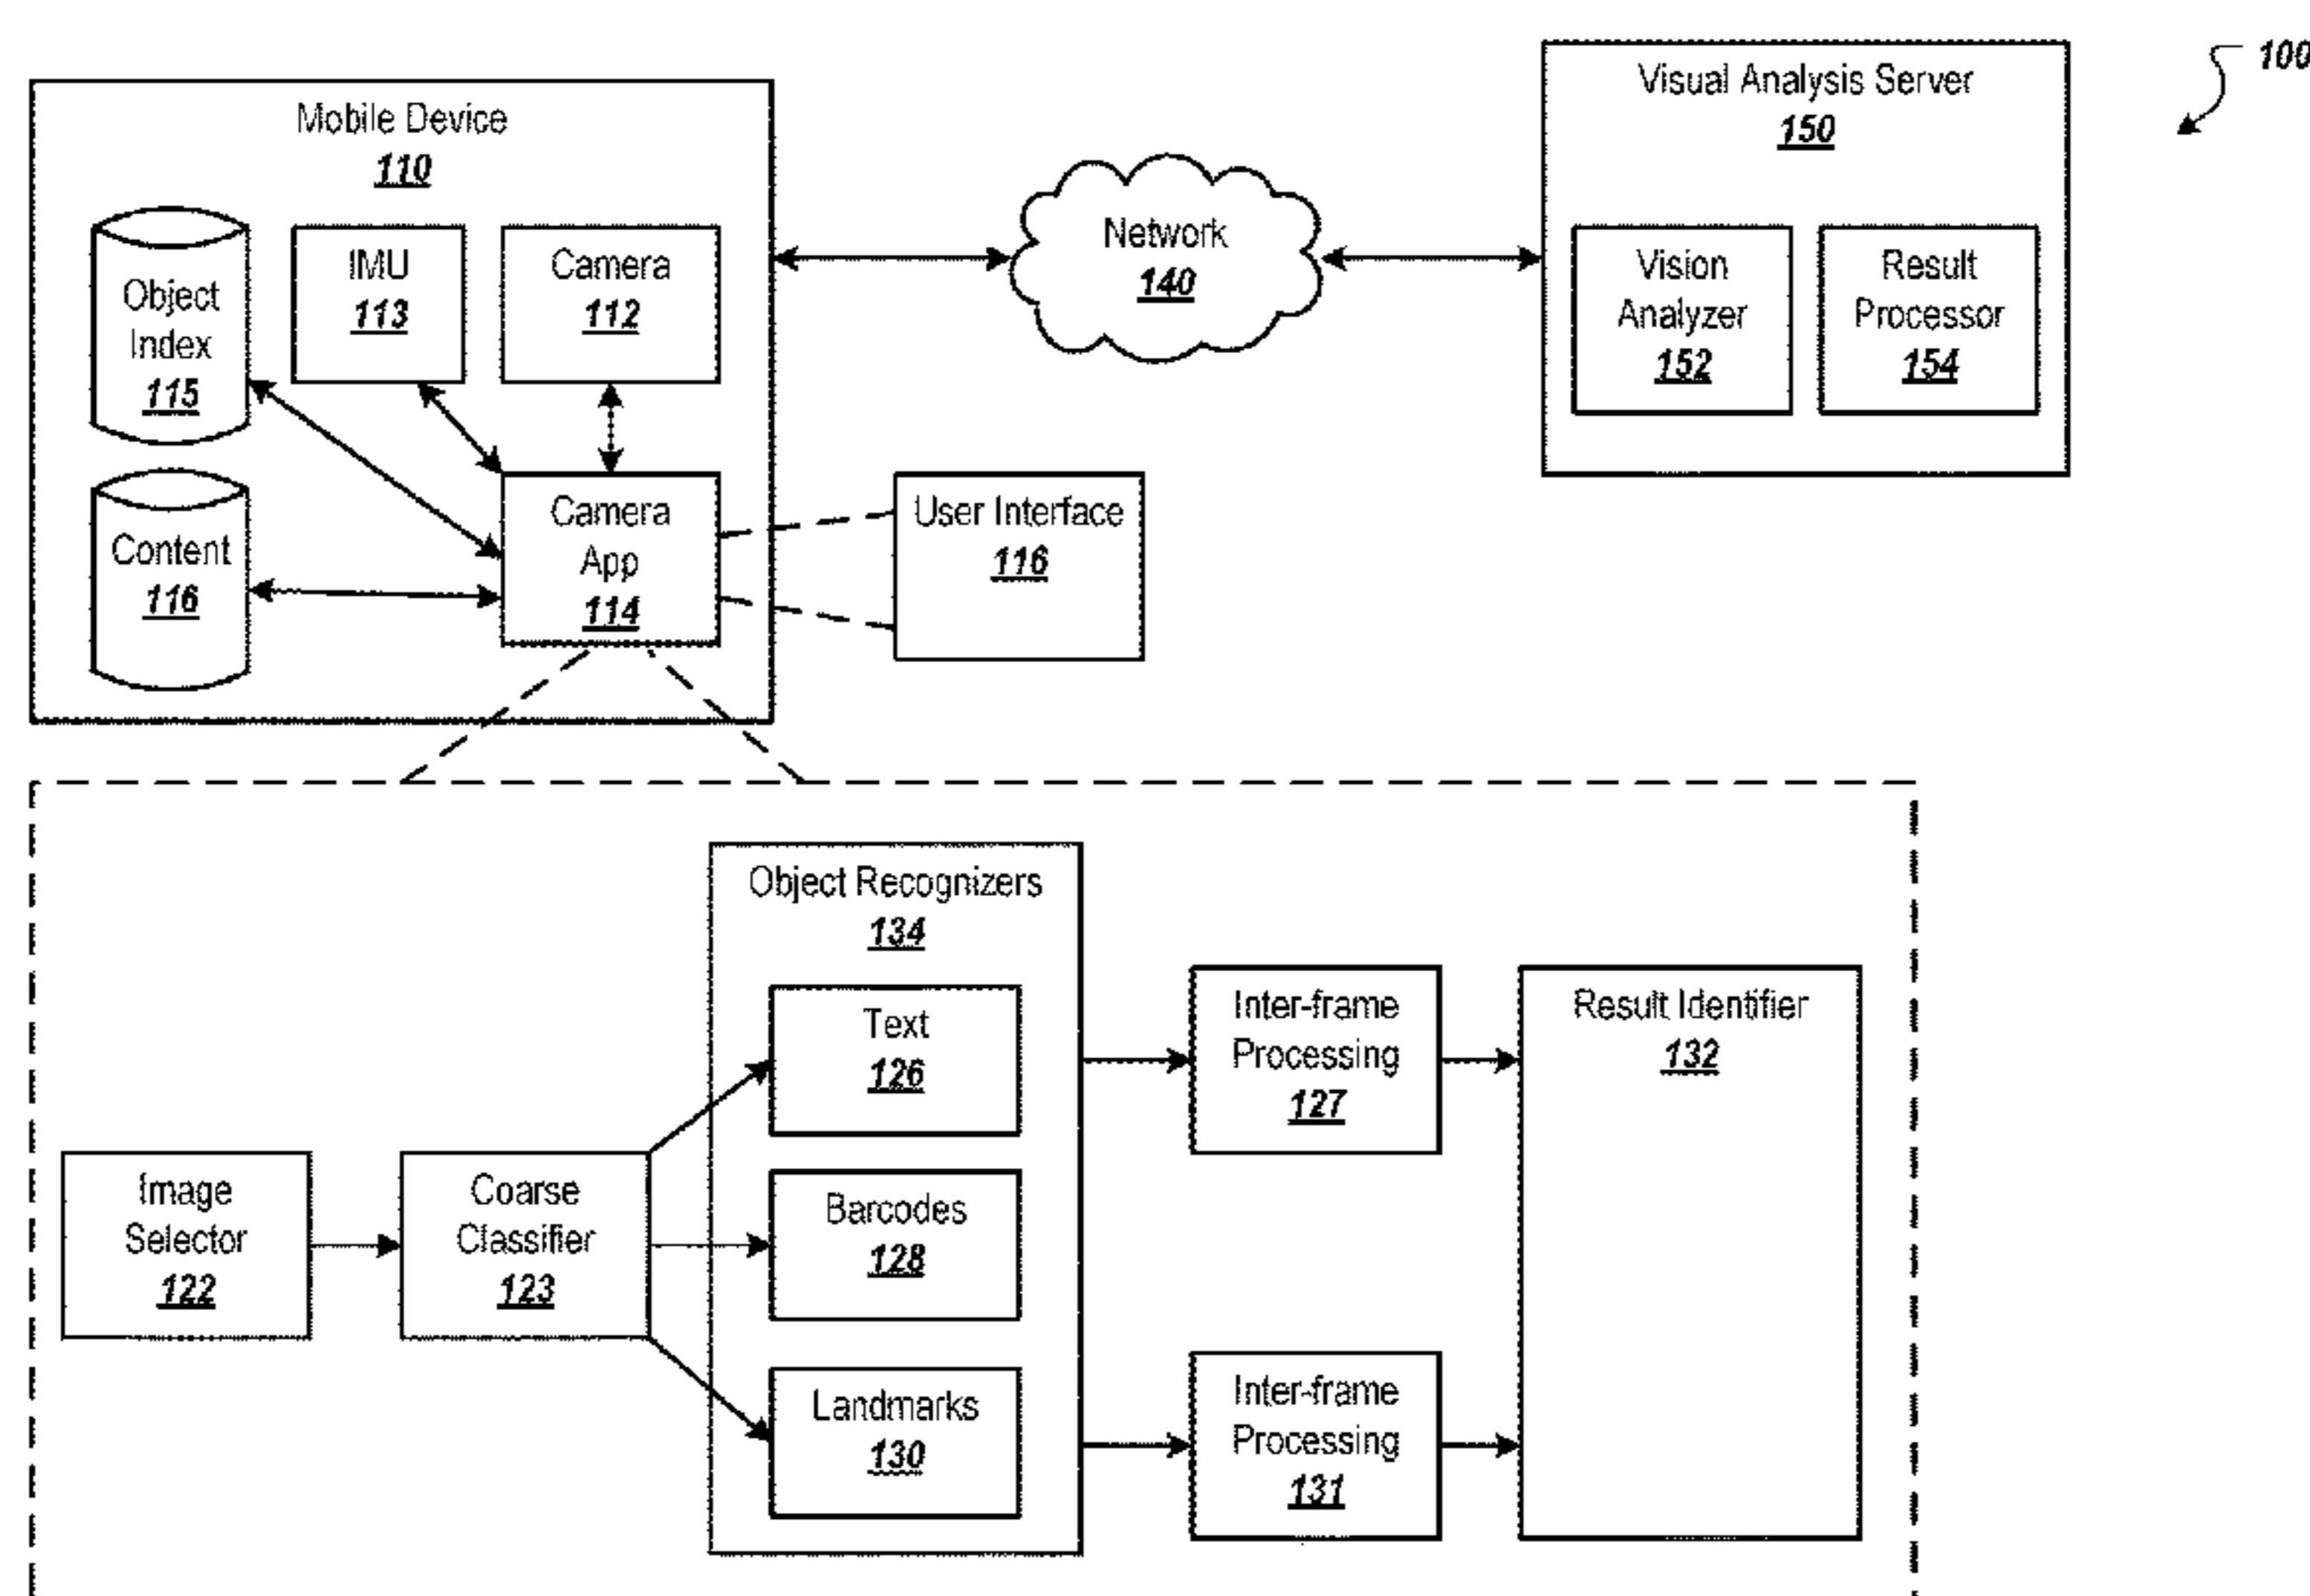 100
Mobile Device
110
Object
Index
115
IMU
113
Camera
112
Content
116
Camera
App
114
User Interface
116
Network
140
Visual Analysis Server
150
Vision
Analyzer
152
Result
Processor
154
Object Recognizers
134
Text
126
Barcodes
128
Landmarks
130
Image
Selector
122
Coarse
Classifier
123
Inter-frame
Processing
127
Inter-frame
Processing
131
Result Identifier
132